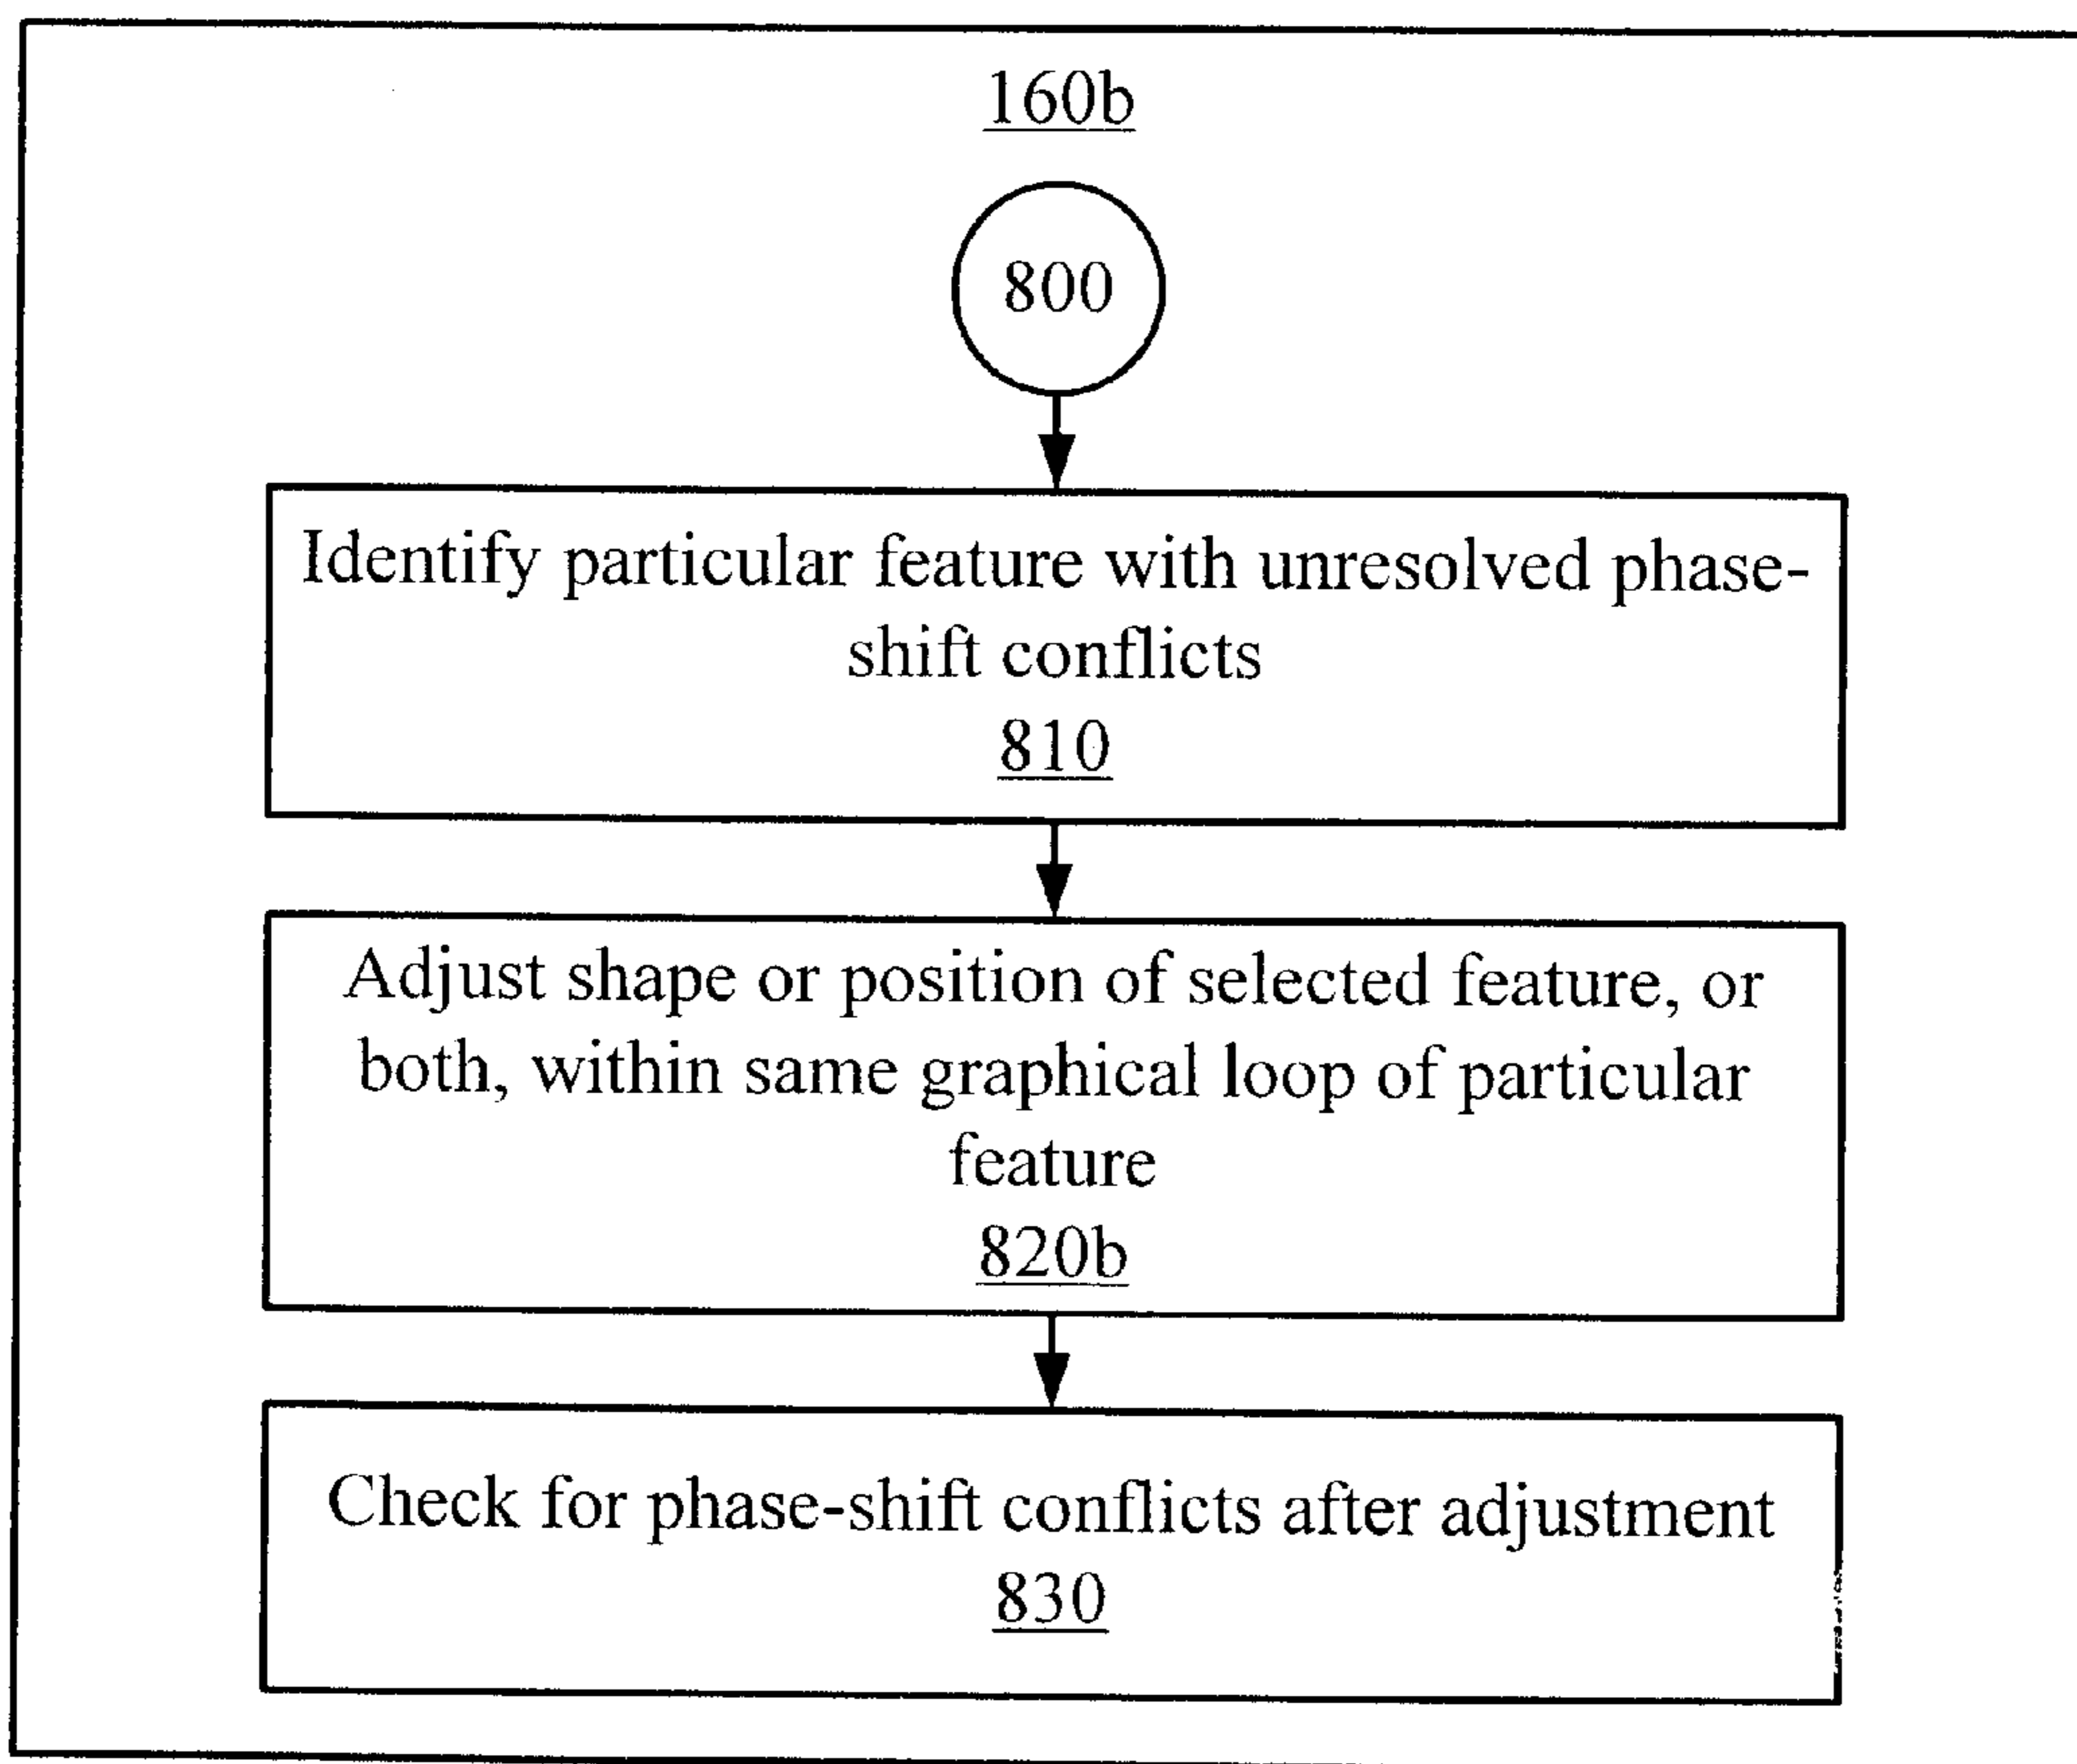 160b
800
Identify particular feature with unresolved phase-
shift conflicts
810
Adjust shape or position of selected feature, or
both, within same graphical loop of particular
feature
820b
Check for phase-shift conflicts after adjustment
830